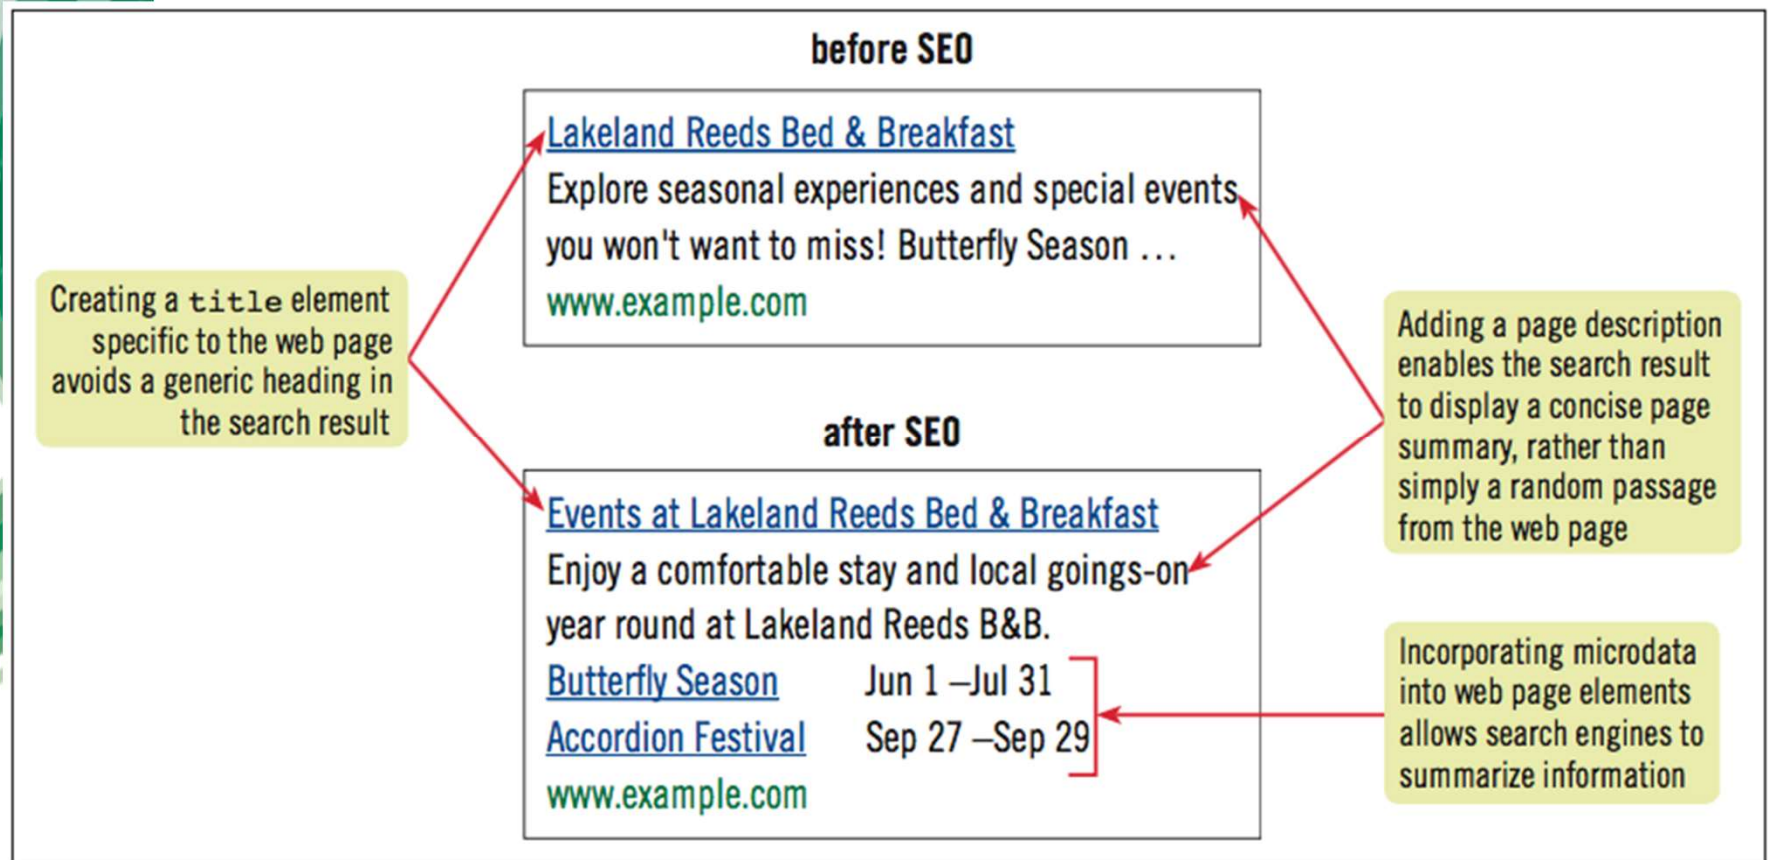 before SEO
Lakeland Reeds Bed & Breakfast
Explore seasonal experiences and special events
you won't want to miss! Butterfly Season ...
www.example.com
Creating a title element
specific to the web page
avoids a generic heading in
the search result
Adding a page description
enables the search result
to display a concise page
summary, rather than
simply a random passage
from the web page
after SEO
Events at Lakeland Reeds Bed & Breakfast
Enjoy a comfortable stay and local goings-on
year round at Lakeland Reeds B&B.
Butterfly Season Jun 1 –Jul 31
Accordion Festival Sep 27 –Sep 29
www.example.com
Incorporating microdata
into web page elements
allows search engines to
summarize information